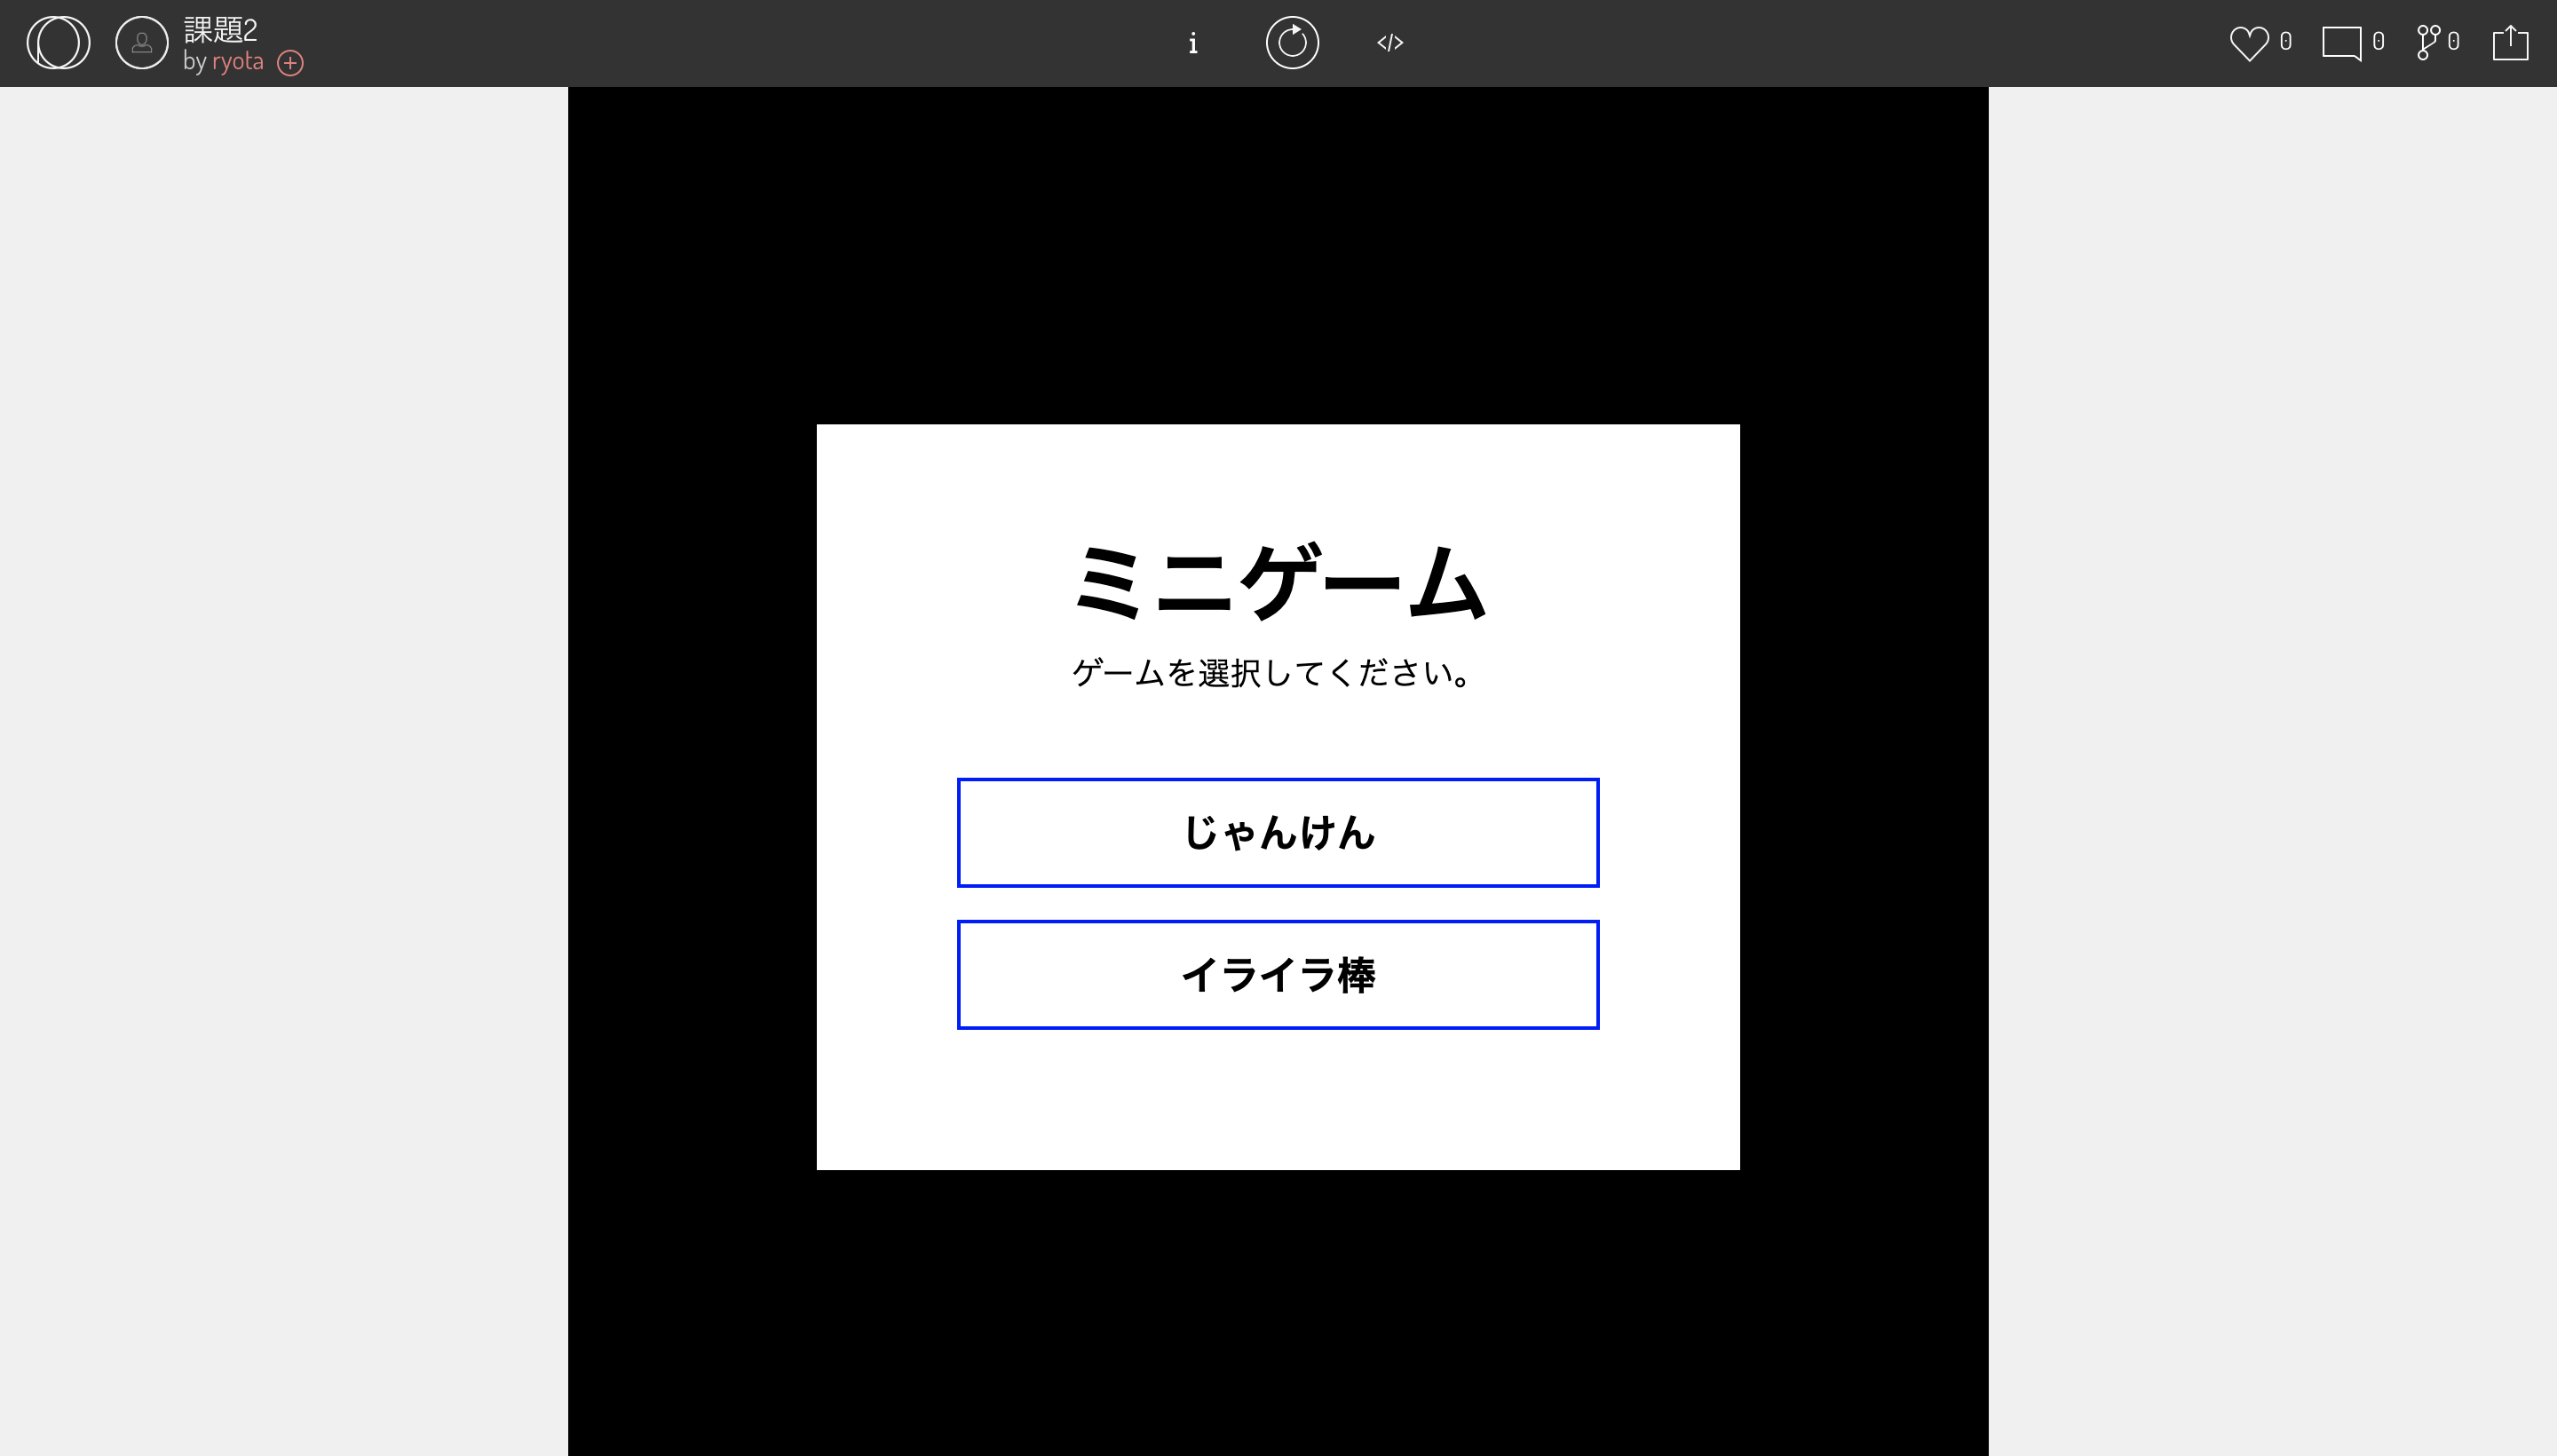 課題2
by ryota
i
</>
0
0
0
ミニゲーム
ゲームを選択してください。
じゃんけん
イライラ棒